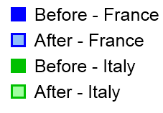 Before - France
After - France
Before - Italy
After - Italy